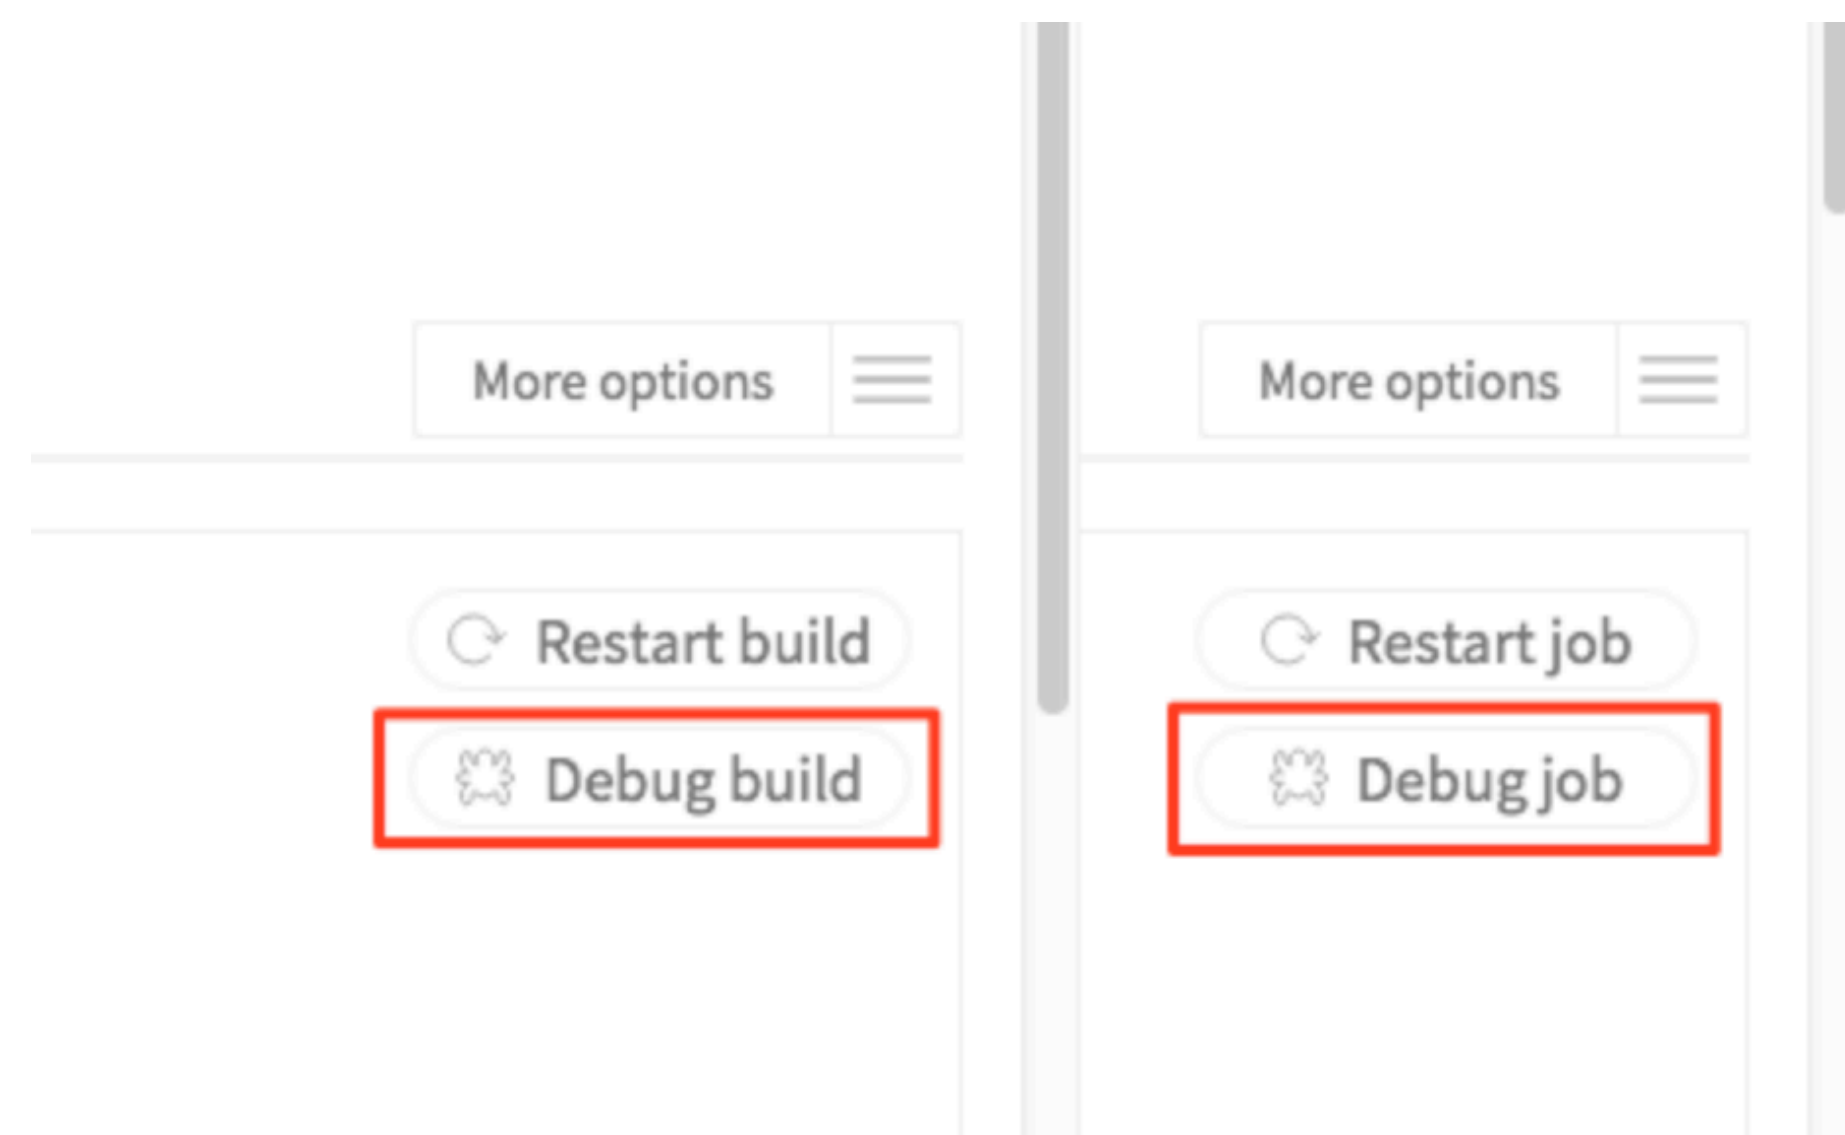 More options
Restart build
Debug build
More options
Restart job
Debug job